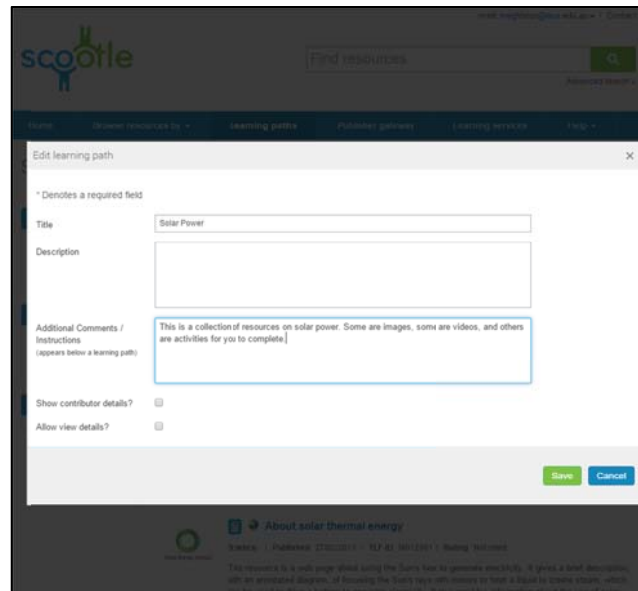 scootle
Find resources
Advanced search
Home Browse resources by Learning paths Publisher gateway Learning services Help
Edit learning path ×
* Denotes a required field
Title Solar Power
Description
Additional Comments / This is a collection of resources on solar power. Some are images, some are videos, and others
Instructions are activities for you to complete
(appears below a learning path)
Show contributor details?
Allow view details?
Save Cancel
About solar thermal energy